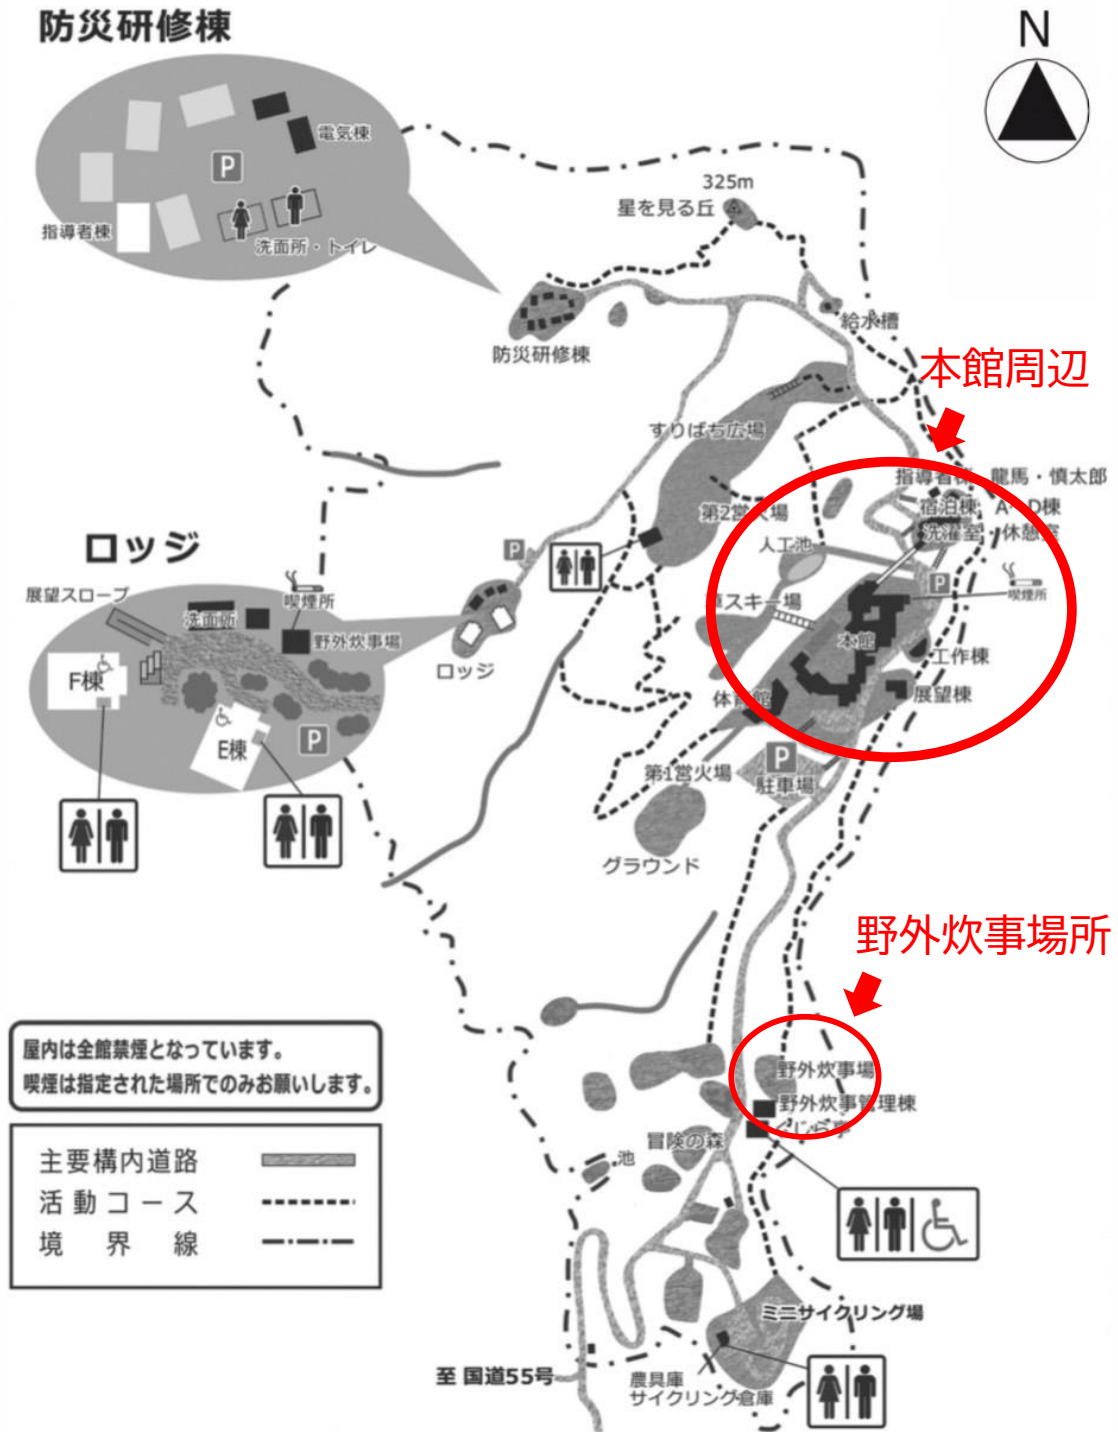 防災研修棟
N
電気棟
P
指導者棟
洗面所・トイレ
325m
星を見る丘
給水槽
防災研修棟
本館周辺
すりばち広場
指導者棟 龍馬・慎太郎
宿泊棟 A~D棟
洗濯室・休憩室
第2営火場
人工池
P
P
喫煙所
草スキー場
本館
工作棟
展望棟
体育館
ロッジ
展望スロープ
喫煙所
洗面所
野外炊事場
F棟
E棟
P
ロッジ
第1営火場
P
駐車場
グラウンド
野外炊事場所
野外炊事場
野外炊事管理棟
くじら亭
冒険の森
池
屋内は全館禁煙となっています。
喫煙は指定された場所でのみお願いします。
主要構内道路
活動コース
境界線
ミニサイクリング場
至 国道55号
農具庫
サイクリング倉庫